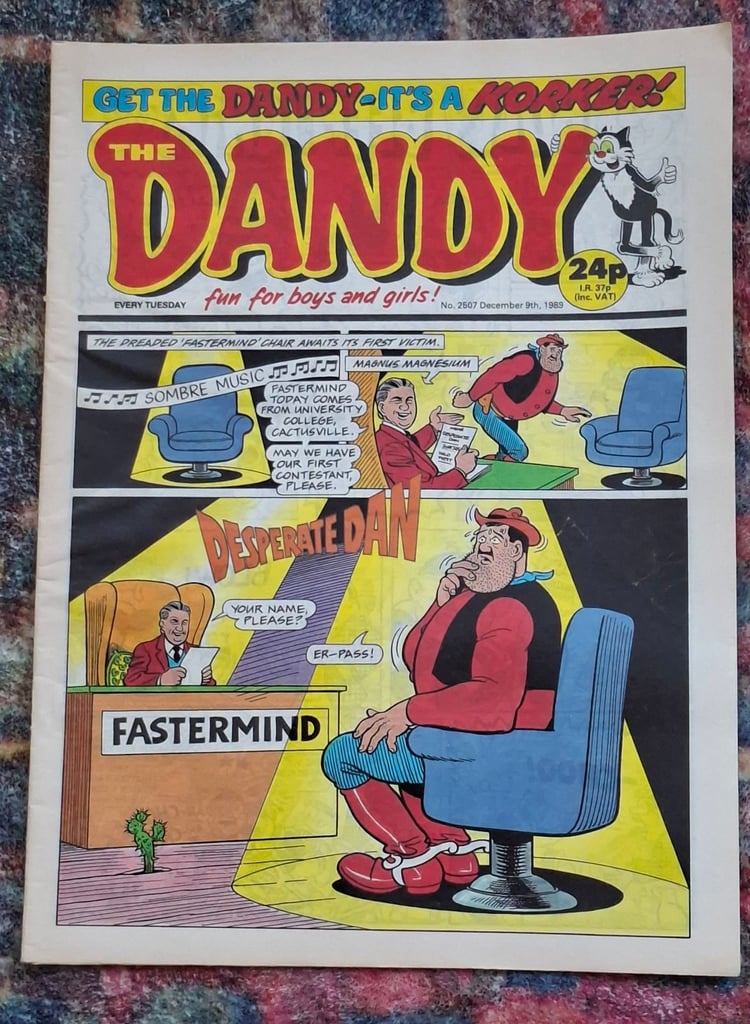 GET THE DANDY-IT'S A KORKER!
THE
DANDY
24p
I.R. 37p
(inc. VAT)
EVERY TUESDAY
fun for boys and girls!
No. 2507 December 9th, 1989
THE DREADED 'FASTERMIND' CHAIR AWAITS ITS FIRST VICTIM.
SOMBRE MUSIC
FASTERMIND
TODAY COMES
FROM UNIVERSITY
COLLEGE,
CACTUSVILLE.
MAY WE HAVE
OUR FIRST
CONTESTANT,
PLEASE.
MAGNUS MAGNESIUM
DESPERATE DAN
YOUR NAME,
PLEASE?
ER-PASS!
FASTERMIND